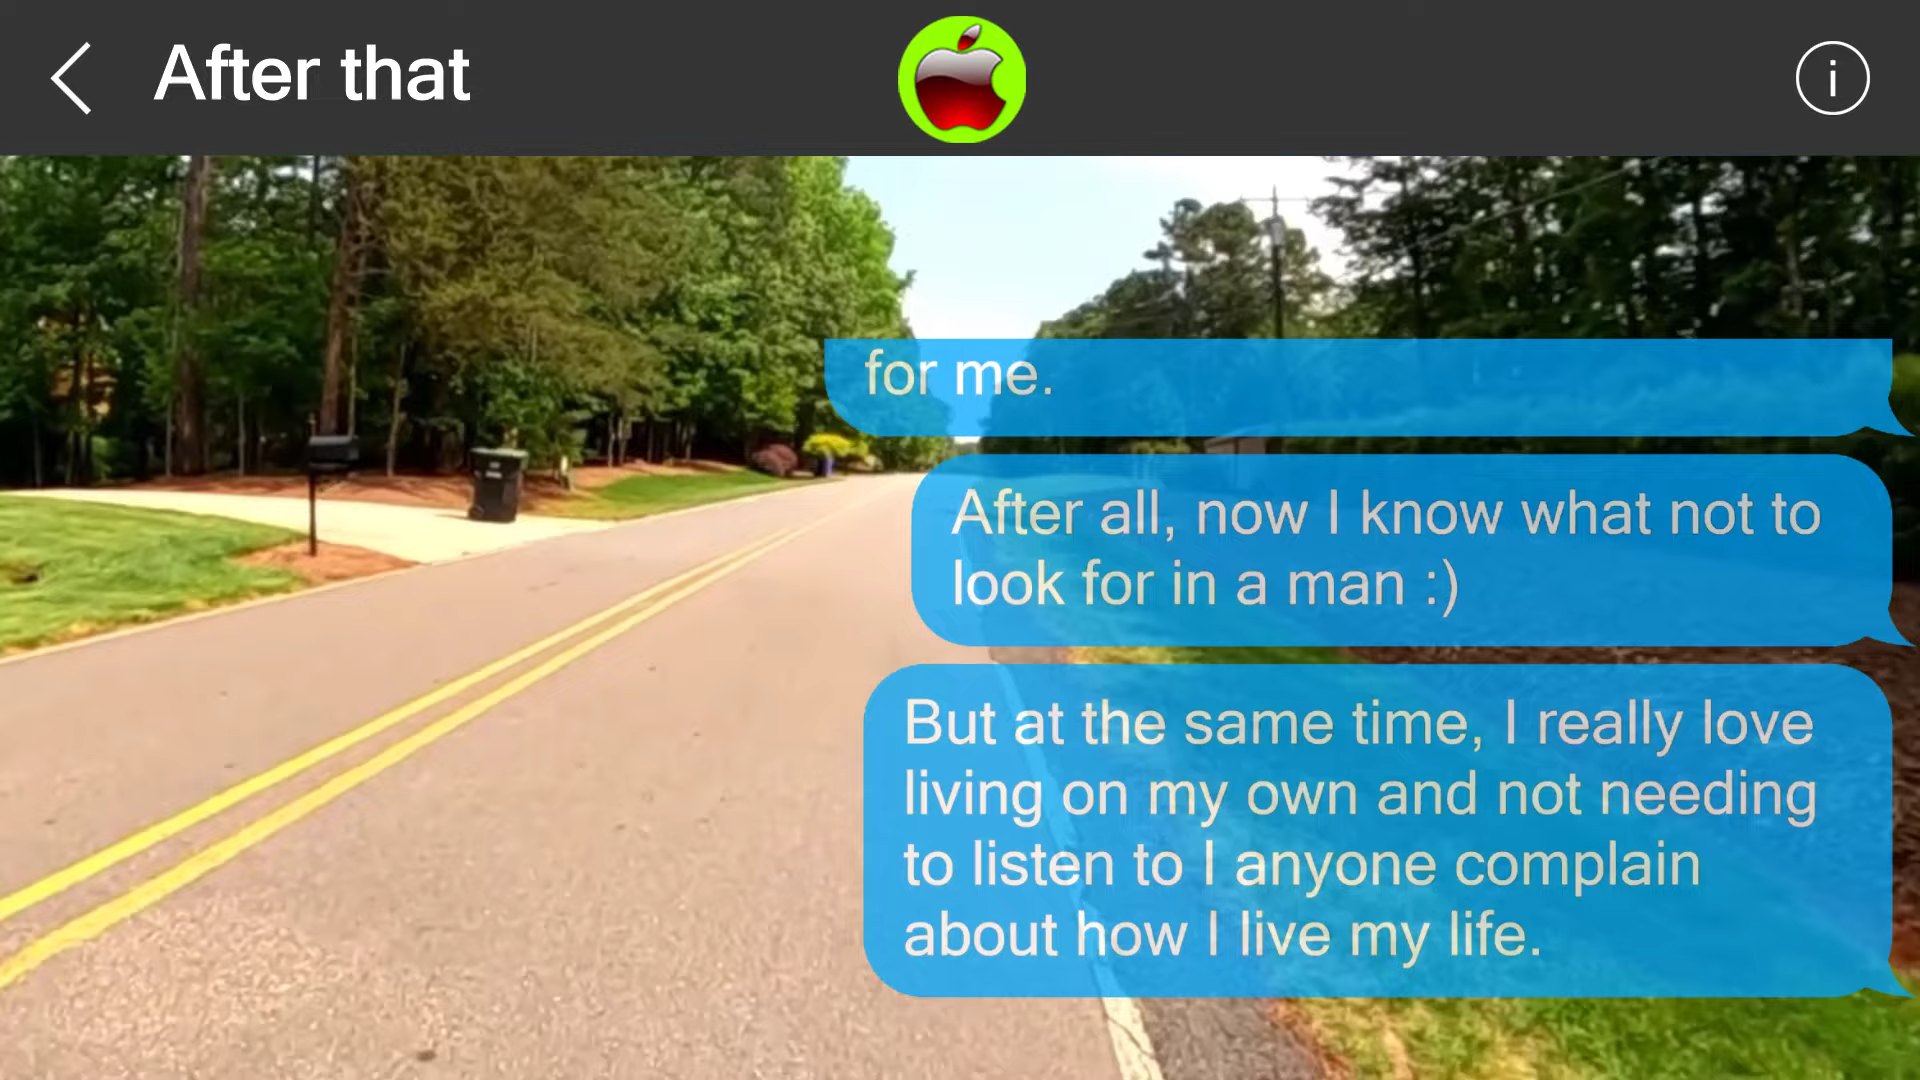 After that
for me.
After all, now I know what not to
look for in a man :)
But at the same time, I really love
living on my own and not needing
to listen to I anyone complain
about how I live my life.